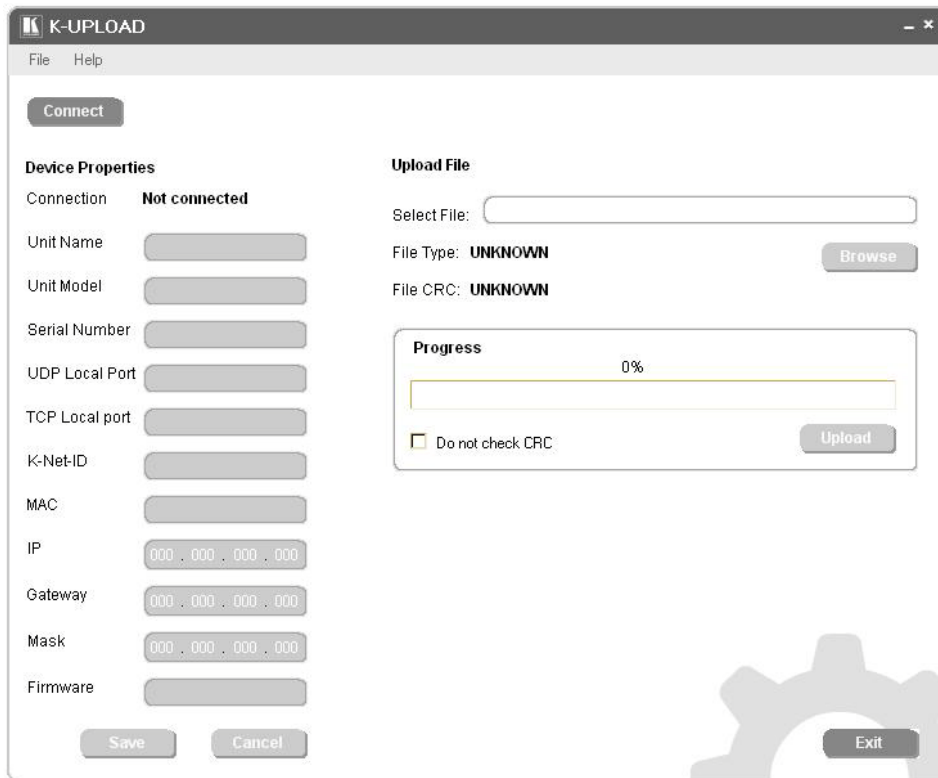 K-UPLOAD
File Help
Connect
Device Properties
Connection Not connected
Unit Name
Unit Model
Serial Number
UDP Local Port
TCP Local port
K-Net-ID
MAC
IP 000 . 000 . 000 . 000
Gateway 000 . 000 . 000 . 000
Mask 000 . 000 . 000 . 000
Firmware
Save Cancel
Upload File
Select File:
File Type: UNKNOWN
Browse
File CRC: UNKNOWN
Progress
0%
Do not check CRC
Upload
Exit